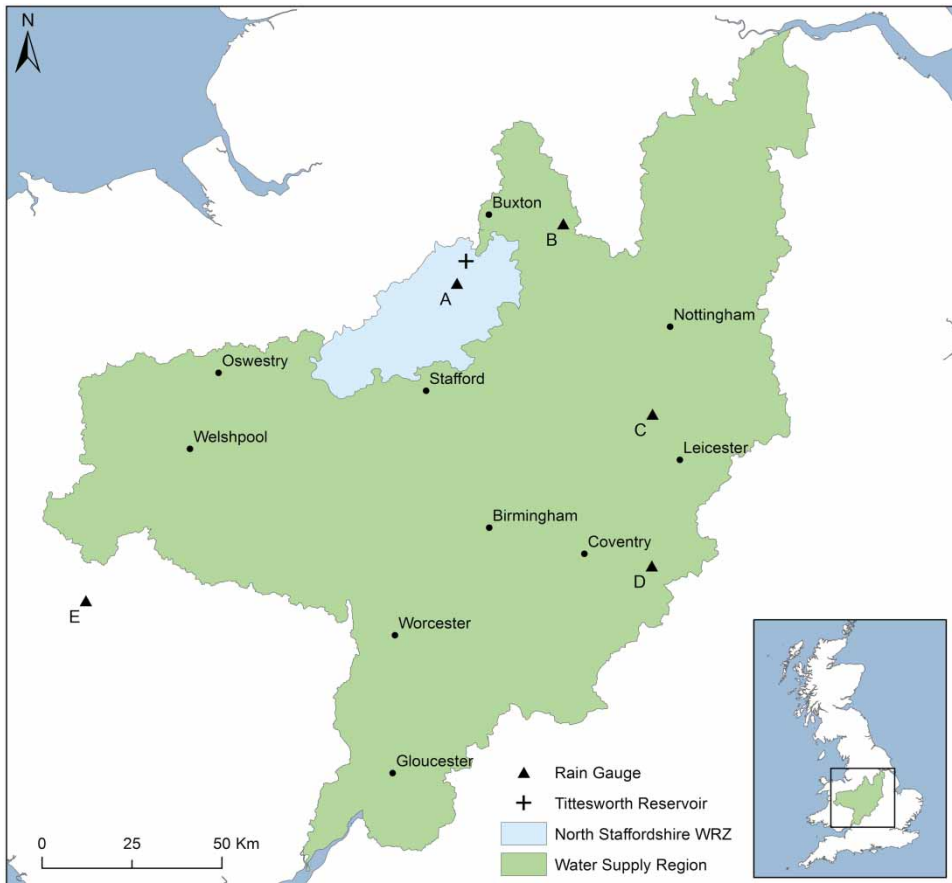 N
Buxton
B
A
Nottingham
Oswestry
Stafford
C
Welshpool
Leicester
Birmingham
Coventry
D
E
Worcester
Gloucester
Rain Gauge
Tittesworth Reservoir
North Staffordshire WRZ
Water Supply Region
0 25 50 Km